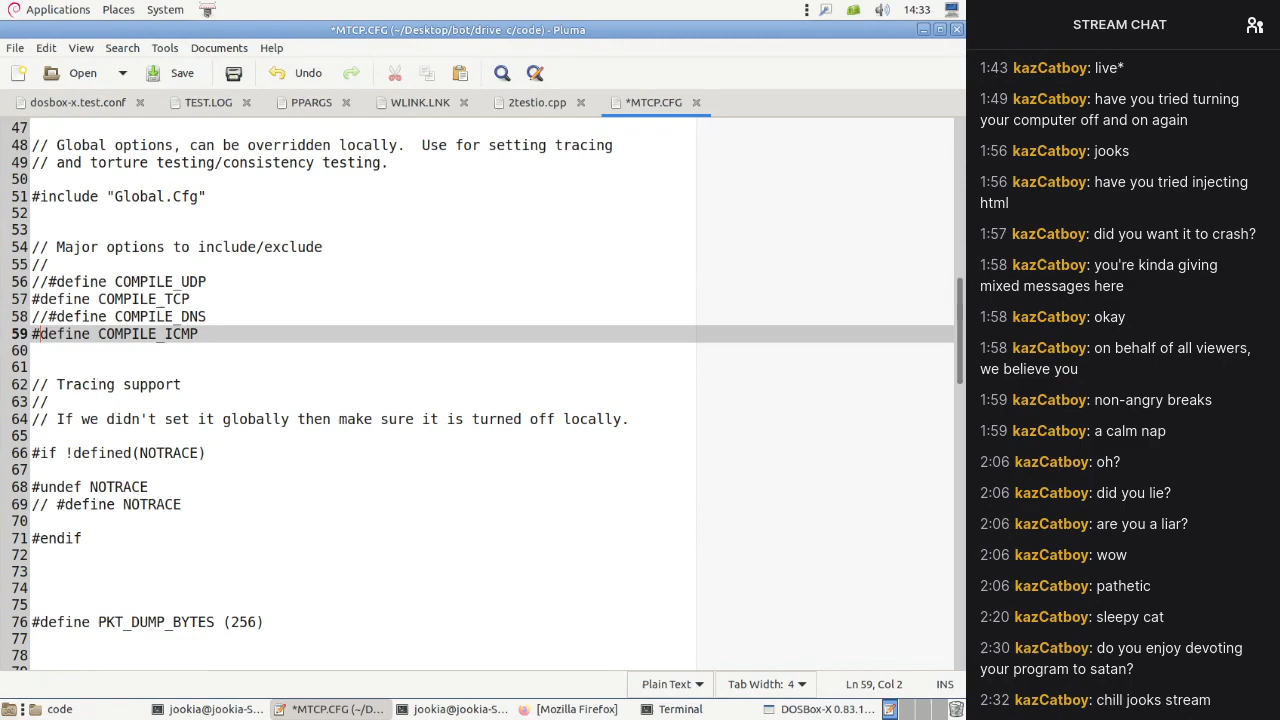 Applications Places System 14:33
*MTCP.CFG (~/Desktop/bot/drive_c/code) - Pluma
File Edit View Search Tools Documents Help
Open Save Undo
dosbox-x.test.conf TEST.LOG PPARGS WLINK.LNK 2testio.cpp *MTCP.CFG
47
48 // Global options, can be overridden locally.  Use for setting tracing
49 // and torture testing/consistency testing.
50
51 #include "Global.Cfg"
52
53
54 // Major options to include/exclude
55 //
56 //#define COMPILE_UDP
57 #define COMPILE_TCP
58 //#define COMPILE_DNS
59 #define COMPILE_ICMP
60
61
62 // Tracing support
63 //
64 // If we didn't set it globally then make sure it is turned off locally.
65
66 #if !defined(NOTRACE)
67
68 #undef NOTRACE
69 // #define NOTRACE
70
71 #endif
72
73
74
75
76 #define PKT_DUMP_BYTES (256)
77
78
Plain Text Tab Width: 4 Ln 59, Col 2 INS
code jookia@jookia-S... *MTCP.CFG (~/D... jookia@jookia-S... [Mozilla Firefox] Terminal DOSBox-X 0.83.1...
STREAM CHAT
1:43 kazCatboy: live*
1:49 kazCatboy: have you tried turning
your computer off and on again
1:56 kazCatboy: jooks
1:56 kazCatboy: have you tried injecting
html
1:57 kazCatboy: did you want it to crash?
1:58 kazCatboy: you're kinda giving
mixed messages here
1:58 kazCatboy: okay
1:58 kazCatboy: on behalf of all viewers,
we believe you
1:59 kazCatboy: non-angry breaks
1:59 kazCatboy: a calm nap
2:06 kazCatboy: oh?
2:06 kazCatboy: did you lie?
2:06 kazCatboy: are you a liar?
2:06 kazCatboy: wow
2:06 kazCatboy: pathetic
2:20 kazCatboy: sleepy cat
2:30 kazCatboy: do you enjoy devoting
your program to satan?
2:32 kazCatboy: chill jooks stream